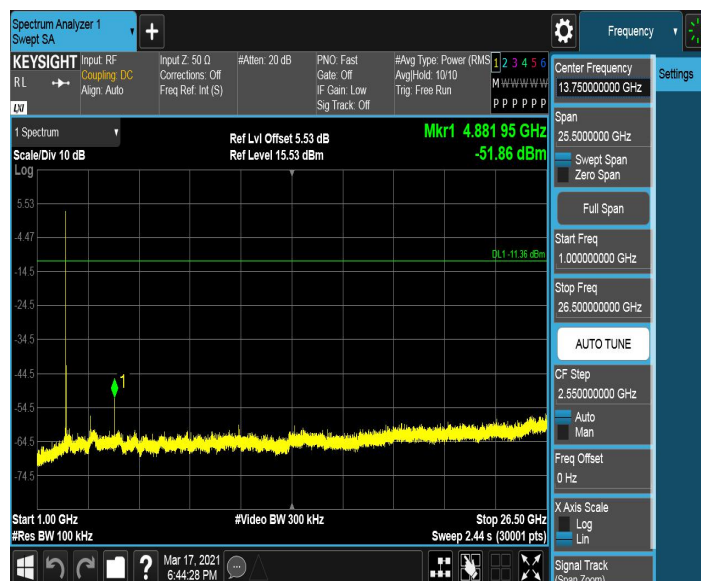 Spectrum Analyzer 1
Swept SA
+
Frequency
KEYSIGHT
RL
LXI
Input: RF
Coupling: DC
Align: Auto
Input Z: 50 Ω
Corrections: Off
Freq Ref: Int (S)
#Atten: 20 dB
PNO: Fast
Gate: Off
IF Gain: Low
Sig Track: Off
#Avg Type: Power (RMS
Avg|Hold: 10/10
Trig: Free Run
1 2 3 4 5 6
M W W W W W
P P P P P P
1 Spectrum
Scale/Div 10 dB
Log
Ref Lvl Offset 5.53 dB
Ref Level 15.53 dBm
Mkr1 4.881 95 GHz
-51.86 dBm
5.53
-4.47
DL1 -11.36 dBm
-14.5
-24.5
-34.5
-44.5
1
-54.5
-64.5
-74.5
Start 1.00 GHz
#Video BW 300 kHz
Stop 26.50 GHz
#Res BW 100 kHz
Sweep 2.44 s (30001 pts)
?
Mar 17, 2021
6:44:28 PM
Center Frequency
13.750000000 GHz
Settings
Span
25.5000000 GHz
Swept Span
Zero Span
Full Span
Start Freq
1.000000000 GHz
Stop Freq
26.500000000 GHz
AUTO TUNE
CF Step
2.550000000 GHz
Auto
Man
Freq Offset
0 Hz
X Axis Scale
Log
Lin
Signal Track
(Span Zoom)